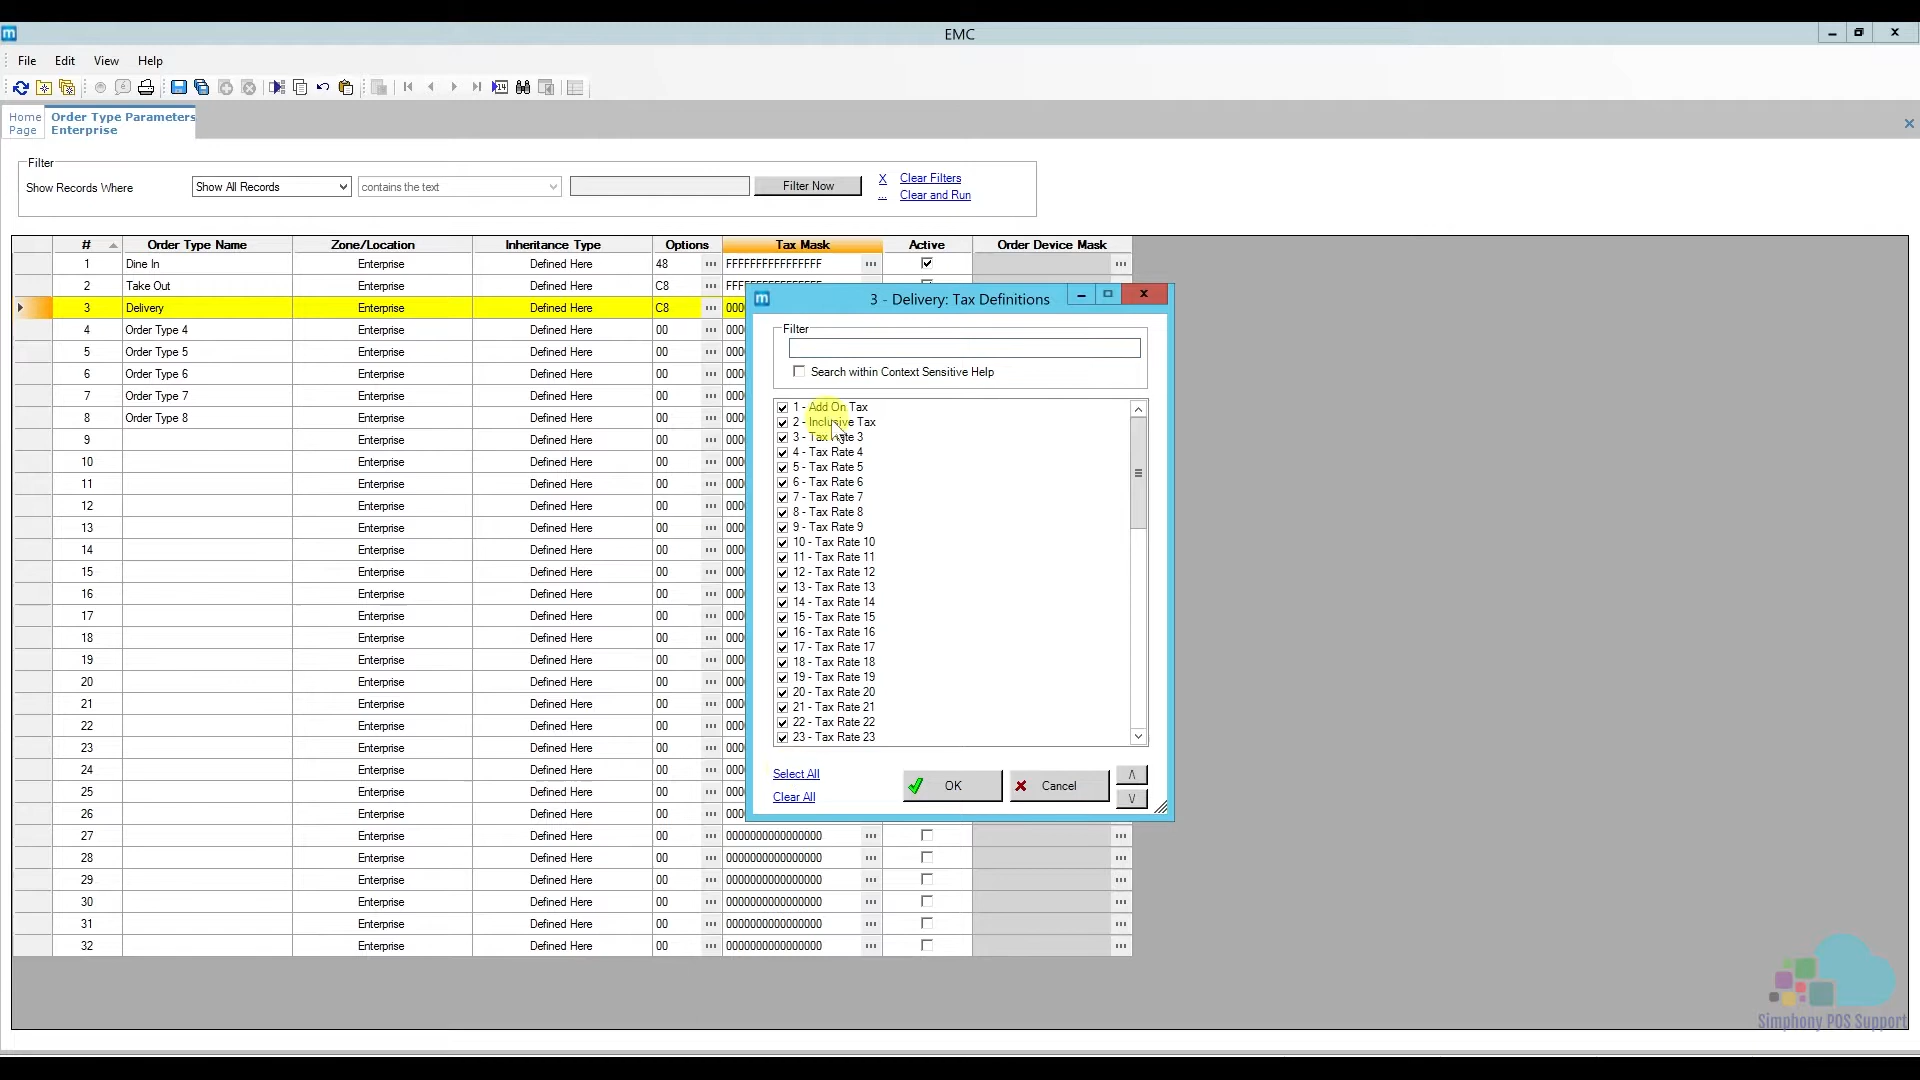 EMC
File Edit View Help
Home Page
Order Type Parameters
Enterprise
Filter
Show Records Where Show All Records contains the text Filter Now X Clear Filters
... Clear and Run
# Order Type Name Zone/Location Inheritance Type Options Tax Mask Active Order Device Mask
1 Dine In Enterprise Defined Here 48 ... FFFFFFFFFFFFFFFF ... ...
2 Take Out Enterprise Defined Here C8 ...
3 Delivery Enterprise Defined Here C8 ...
4 Order Type 4 Enterprise Defined Here 00 ...
5 Order Type 5 Enterprise Defined Here 00 ...
6 Order Type 6 Enterprise Defined Here 00 ...
7 Order Type 7 Enterprise Defined Here 00 ...
8 Order Type 8 Enterprise Defined Here 00 ...
9 Enterprise Defined Here 00 ...
10 Enterprise Defined Here 00 ...
11 Enterprise Defined Here 00 ...
12 Enterprise Defined Here 00 ...
13 Enterprise Defined Here 00 ...
14 Enterprise Defined Here 00 ...
15 Enterprise Defined Here 00 ...
16 Enterprise Defined Here 00 ...
17 Enterprise Defined Here 00 ...
18 Enterprise Defined Here 00 ...
19 Enterprise Defined Here 00 ...
20 Enterprise Defined Here 00 ...
21 Enterprise Defined Here 00 ...
22 Enterprise Defined Here 00 ...
23 Enterprise Defined Here 00 ...
24 Enterprise Defined Here 00 ...
25 Enterprise Defined Here 00 ...
26 Enterprise Defined Here 00 ...
27 Enterprise Defined Here 00 ... 0000000000000000 ... ...
28 Enterprise Defined Here 00 ... 0000000000000000 ... ...
29 Enterprise Defined Here 00 ... 0000000000000000 ... ...
30 Enterprise Defined Here 00 ... 0000000000000000 ... ...
31 Enterprise Defined Here 00 ... 0000000000000000 ... ...
32 Enterprise Defined Here 00 ... 0000000000000000 ... ...
3 - Delivery: Tax Definitions
Filter
Search within Context Sensitive Help
1 - Add On Tax
2 - Inclusive Tax
3 - Tax Rate 3
4 - Tax Rate 4
5 - Tax Rate 5
6 - Tax Rate 6
7 - Tax Rate 7
8 - Tax Rate 8
9 - Tax Rate 9
10 - Tax Rate 10
11 - Tax Rate 11
12 - Tax Rate 12
13 - Tax Rate 13
14 - Tax Rate 14
15 - Tax Rate 15
16 - Tax Rate 16
17 - Tax Rate 17
18 - Tax Rate 18
19 - Tax Rate 19
20 - Tax Rate 20
21 - Tax Rate 21
22 - Tax Rate 22
23 - Tax Rate 23
Select All
Clear All
OK Cancel
Simphony POS Support